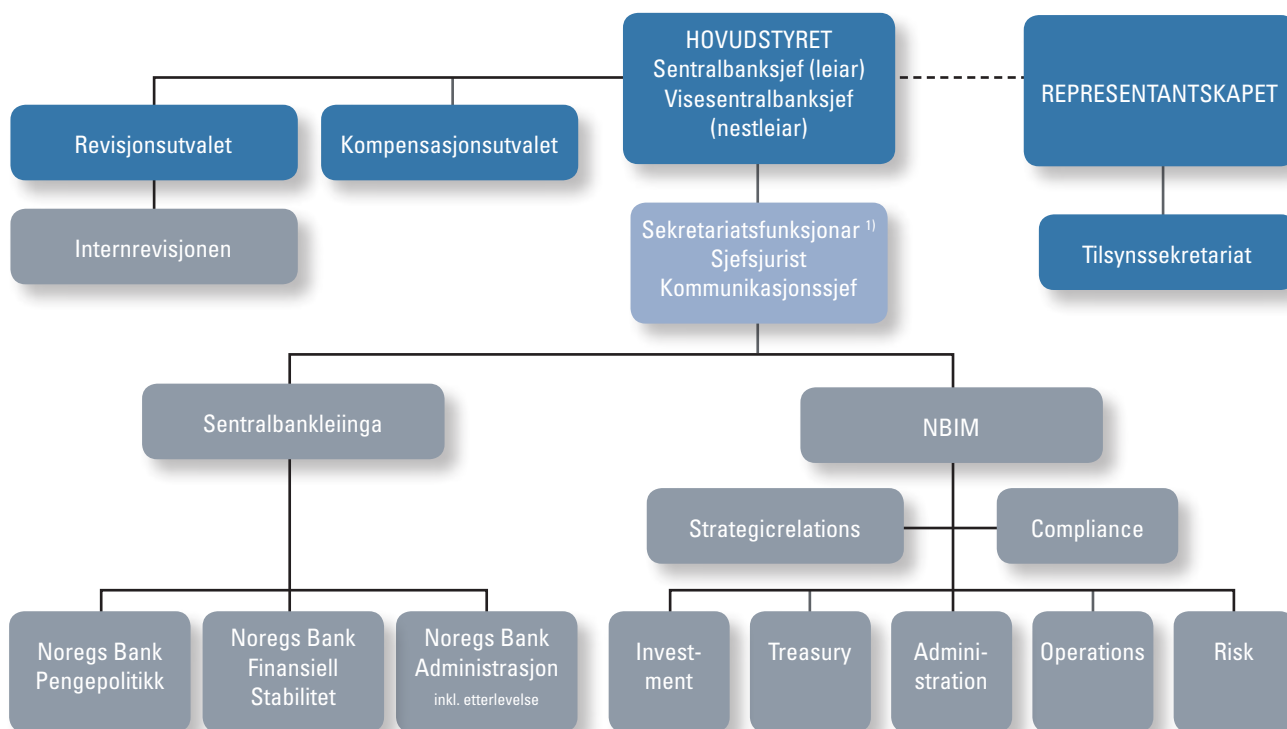 HOVUDSTYRET
Sentralbanksjef (leiar)
Visesentralbanksjef
(nestleiar)
REPRESENTANTSKAPET
Revisjonsutvalet
Kompensasjonsutvalet
Internrevisjonen
Sekretariatsfunksjonar 1)
Sjefsjurist
Kommunikasjonssjef
Tilsynssekretariat
Sentralbankleiinga
NBIM
Strategicrelations
Compliance
Noregs Bank
Pengepolitikk
Noregs Bank
Finansiell
Stabilitet
Noregs Bank
Administrasjon
inkl. etterlevelse
Invest-
ment
Treasury
Admini-
stration
Operations
Risk